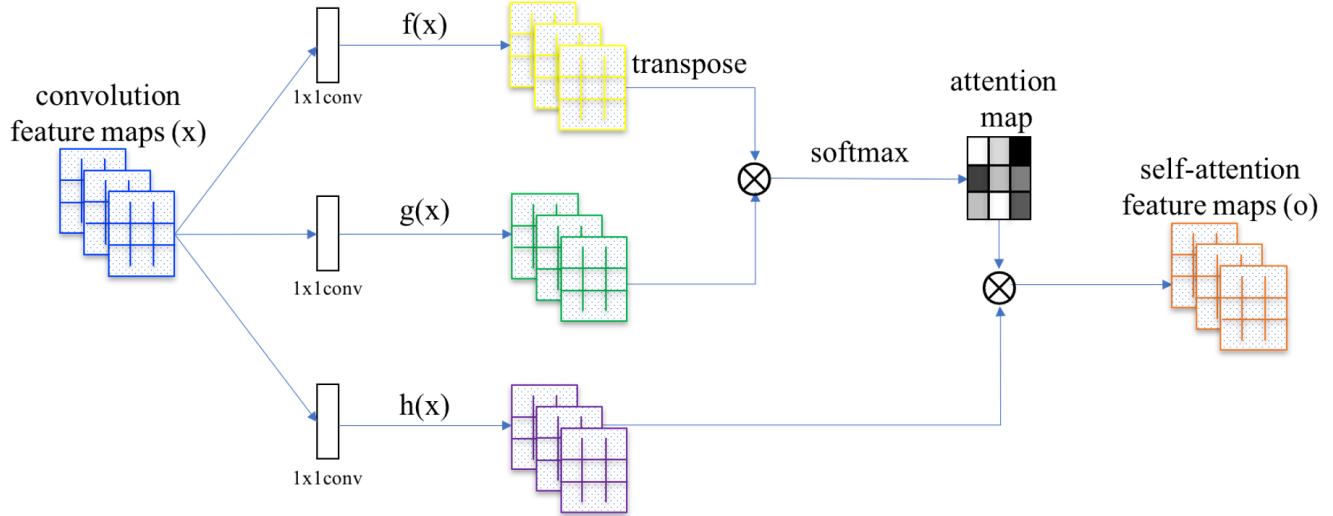 f(x)
transpose
1x1conv
convolution
feature maps (x)
attention
map
softmax
g(x)
self-attention
feature maps (o)
1x1conv
h(x)
1x1conv